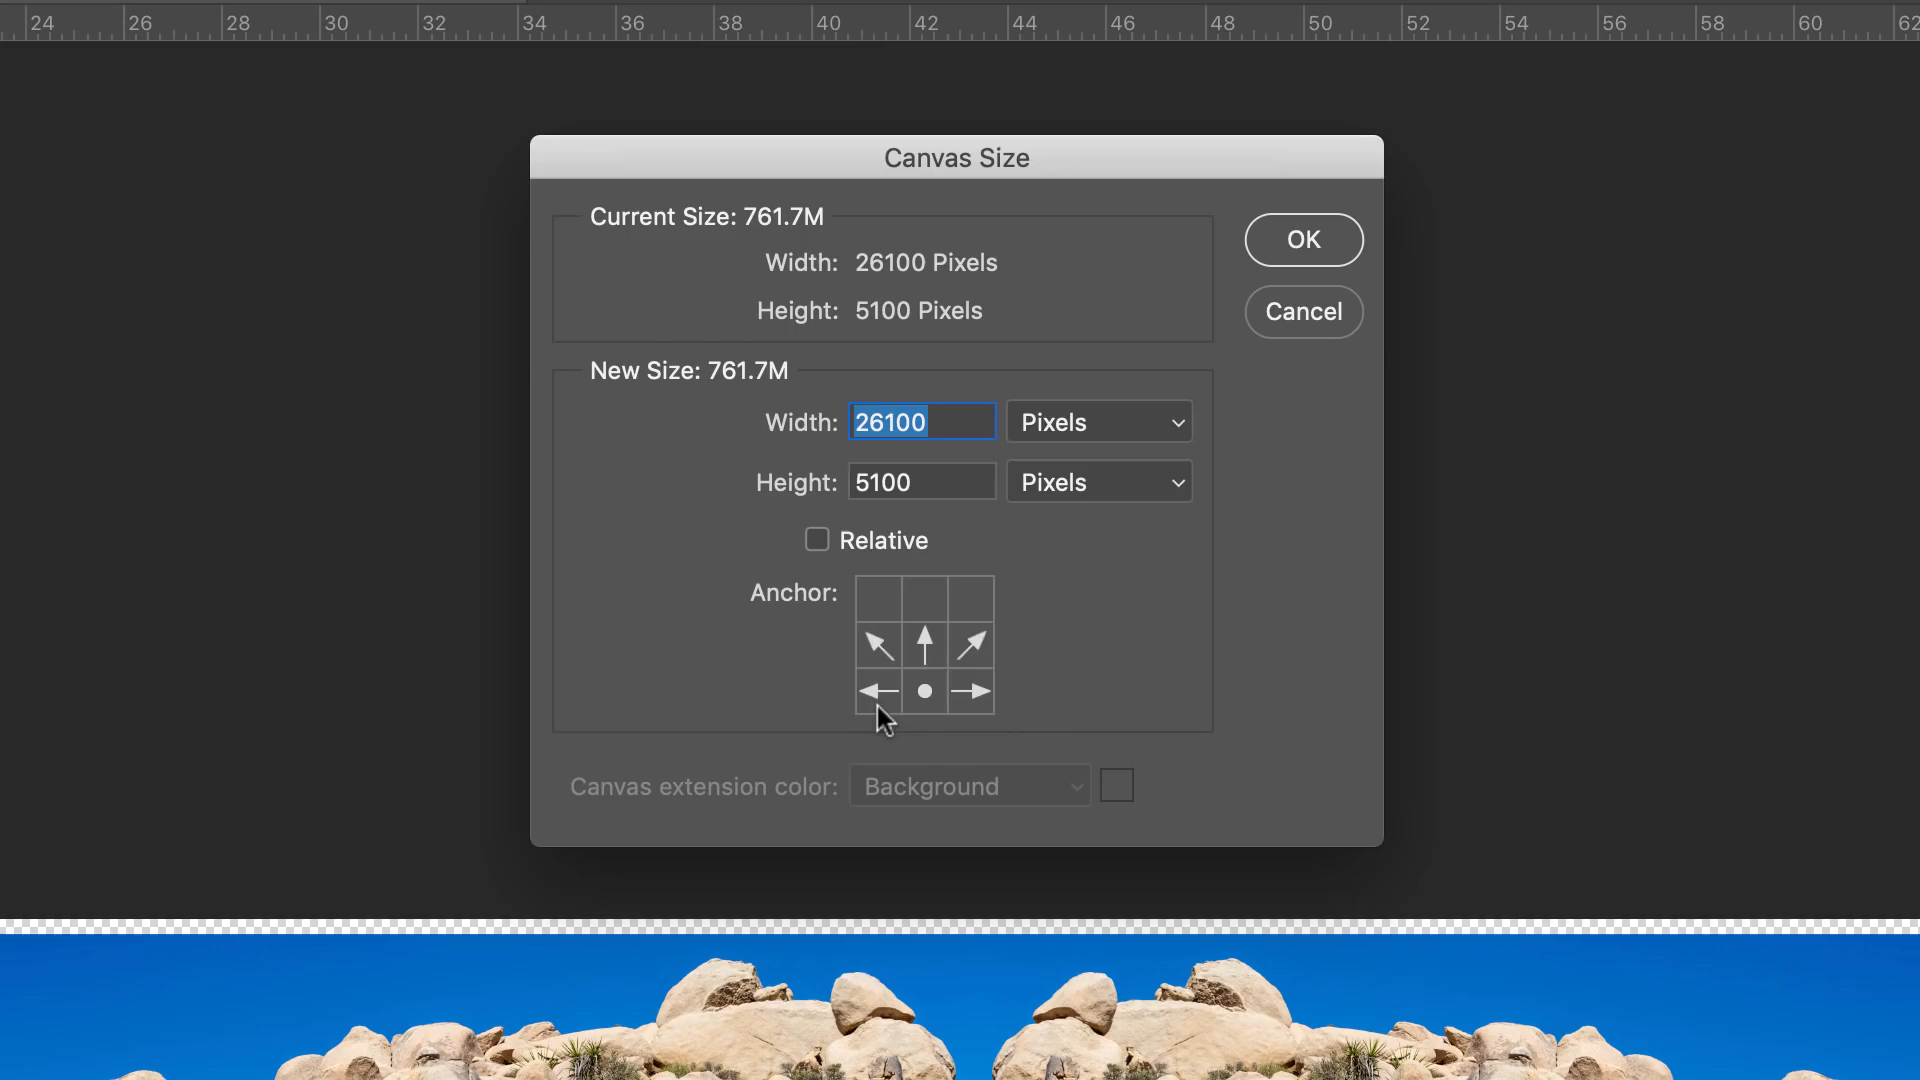 24 26 28 30 32 34 36 38 40 42 44 46 48 50 52 54 56 58 60 62
Canvas Size
Current Size: 761.7M
Width: 26100 Pixels
Height: 5100 Pixels
OK
Cancel
New Size: 761.7M
Width: 26100 Pixels
Height: 5100 Pixels
Relative
Anchor:
Canvas extension color: Background